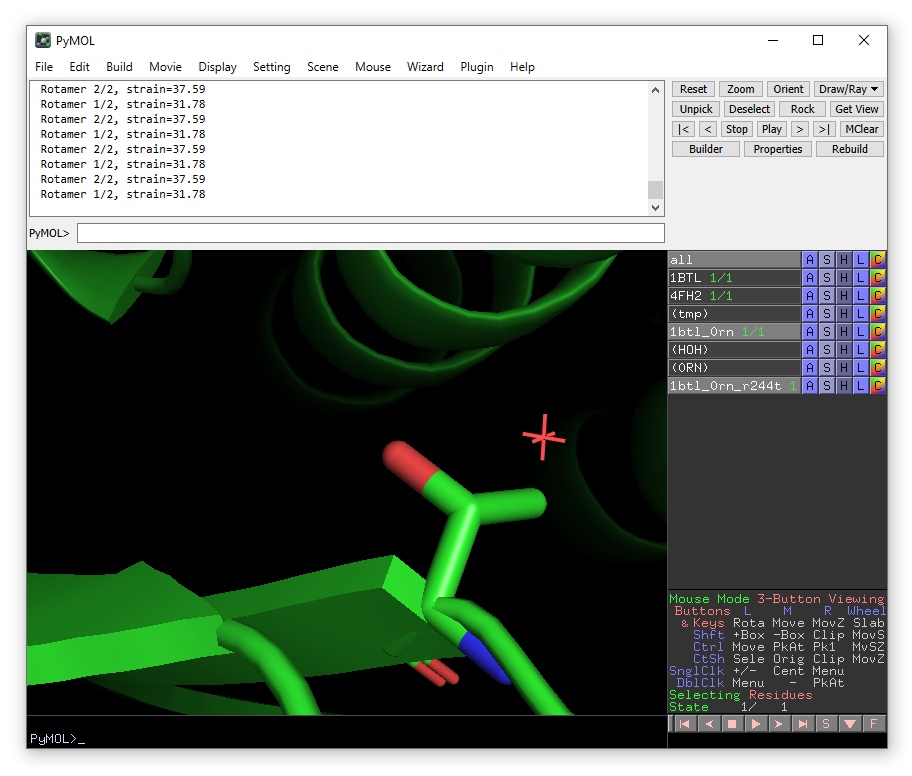 PyMOL
File Edit Build Movie Display Setting Scene Mouse Wizard Plugin Help
Rotamer 2/2, strain=37.59
Rotamer 1/2, strain=31.78
Rotamer 2/2, strain=37.59
Rotamer 1/2, strain=31.78
Rotamer 2/2, strain=37.59
Rotamer 1/2, strain=31.78
Rotamer 2/2, strain=37.59
Rotamer 1/2, strain=31.78
PyMOL>
Reset Zoom Orient Draw/Ray
Unpick Deselect Rock Get View
|< < Stop Play > >| MClear
Builder Properties Rebuild
all A S H L C
1BTL 1/1 A S H L C
4FH2 1/1 A S H L C
(tmp) A S H L C
1btl_Orn 1/1 A S H L C
(HOH) A S H L C
(ORN) A S H L C
1btl_Orn_r244t 1 A S H L C
Mouse Mode 3-Button Viewing
Buttons L M R Wheel
& Keys Rota Move MovZ Slab
Shft +Box -Box Clip MovS
Ctrl Move PkAt Pk1 MvSZ
CtSh Sele Orig Clip MovZ
SnglClk +/- Cent Menu
DblClk Menu - PkAt
Selecting Residues
State 1/ 1
S F
PyMOL>_